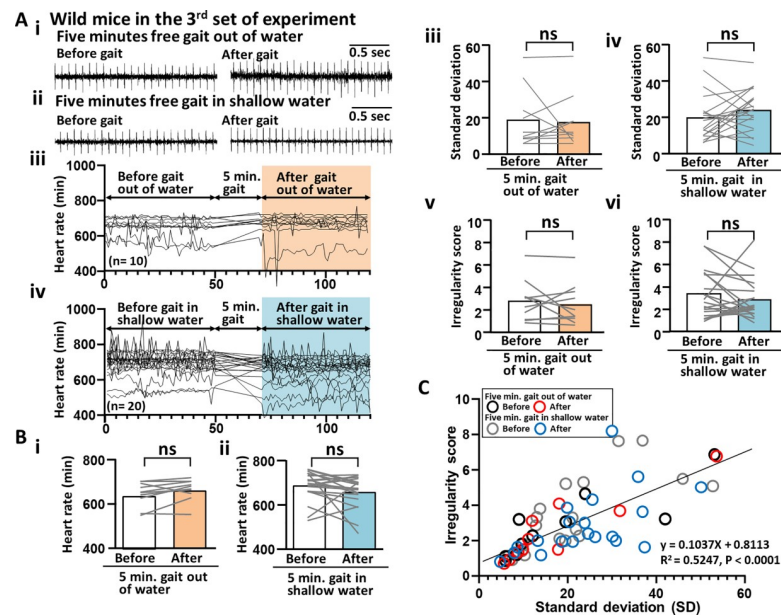 A Wild mice in the 3rd set of experiment
i Five minutes free gait out of water
Before gait After gait 0.5 sec
ii Five minutes free gait in shallow water
Before gait After gait 0.5 sec
iii
Heart rate (min)
1000
800
600
400
Before gait out of water
5 min. gait
After gait out of water
(n= 10)
0 50 100
iv
Heart rate (min)
1000
800
600
400
Before gait in shallow water
5 min. gait
After gait in shallow water
(n= 20)
0 50 100
B
i
ns
Heart rate (min)
800
600
400
Before After
5 min. gait out of water
ii
ns
Heart rate (min)
800
600
400
Before After
5 min. gait in shallow water
iii
ns
Standard deviation
60
40
20
0
Before After
5 min. gait out of water
iv
ns
Standard deviation
60
40
20
0
Before After
5 min. gait in shallow water
v
ns
Irregularity score
10
8
6
4
2
0
Before After
5 min. gait out of water
vi
ns
Irregularity score
10
8
6
4
2
0
Before After
5 min. gait in shallow water
C
Five min. gait out of water
Before After
Five min. gait in shallow water
Before After
Irregularity score
10
8
6
4
2
0
y = 0.1037X + 0.8113
R2 = 0.5247, P < 0.0001
0 20 40 60
Standard deviation (SD)